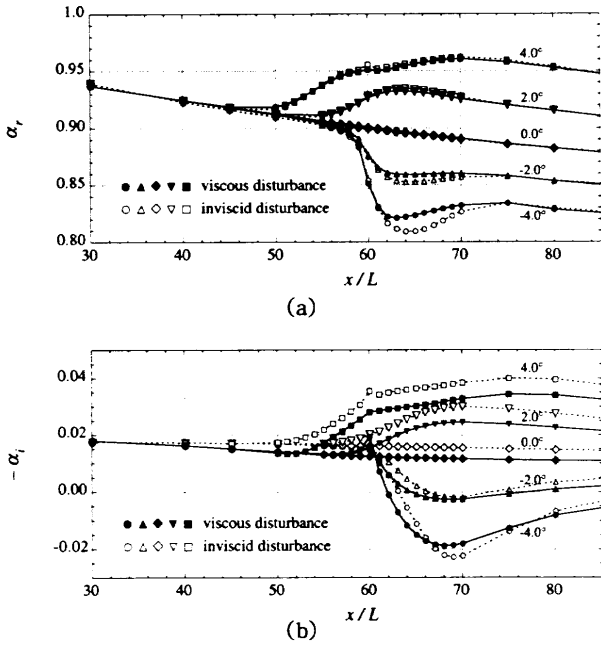 1.0
4.0°
0.95
2.0°
α_r
0.90
0.0°
-2.0°
0.85
viscous disturbance
inviscid disturbance
-4.0°
0.80
30 40 50 60 70 80
x / L
(a)
4.0°
0.04
2.0°
0.02
0.0°
- α_i
-2.0°
0.00
viscous disturbance
-4.0°
-0.02
inviscid disturbance
30 40 50 60 70 80
x / L
(b)